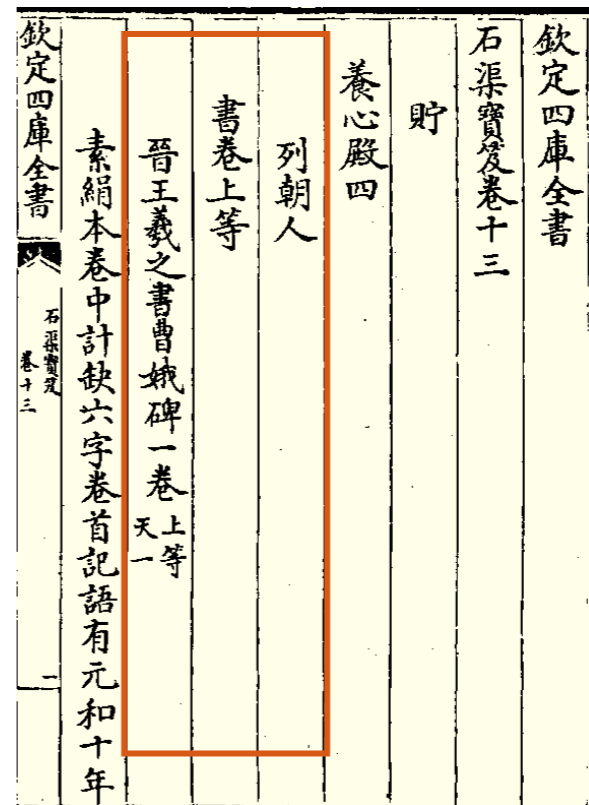 欽定四庫全書
石渠寶笈卷十三
貯
養心殿四
列朝人
書卷上等
晉王羲之書曹娥碑一卷 上等 天一
素絹本卷中計缺六字卷首記語有元和十年
欽定四庫全書
石渠寶笈
卷十三
一